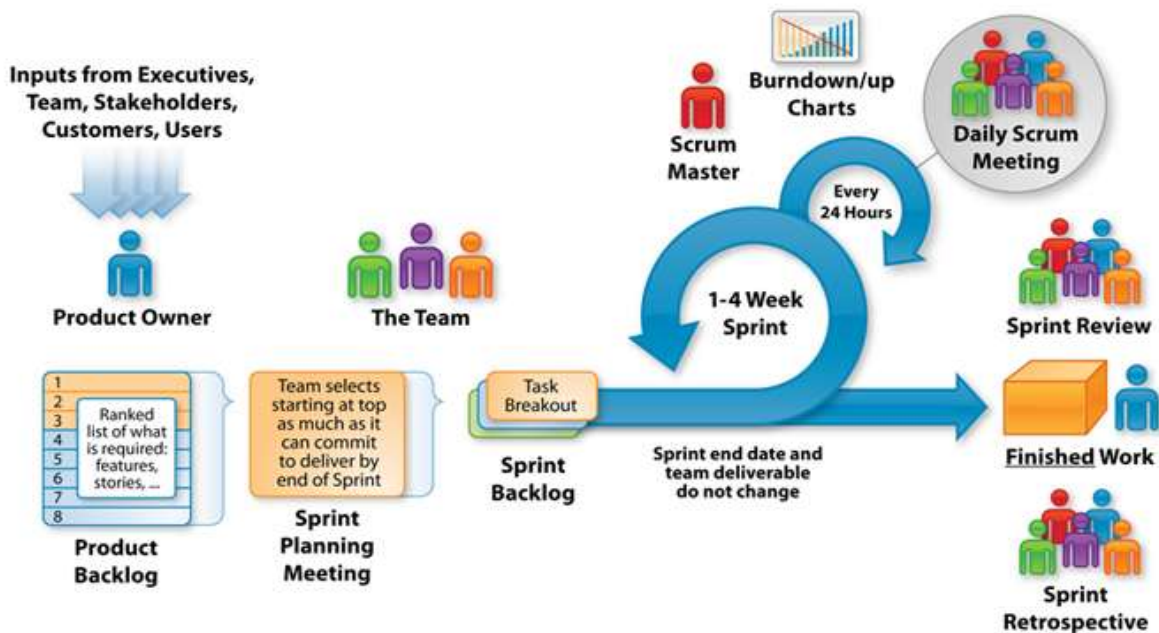 Inputs from Executives,
Team, Stakeholders,
Customers, Users
Product Owner
The Team
Scrum
Master
Burndown/up
Charts
Daily Scrum
Meeting
Every
24 Hours
1-4 Week
Sprint
Sprint Review
1
2
3
4
5
6
7
8
Ranked
list of what
is required:
features,
stories, ...
Product
Backlog
Team selects
starting at top
as much as it
can commit
to deliver by
end of Sprint
Sprint
Planning
Meeting
Task
Breakout
Sprint
Backlog
Sprint end date and
team deliverable
do not change
Finished Work
Sprint
Retrospective